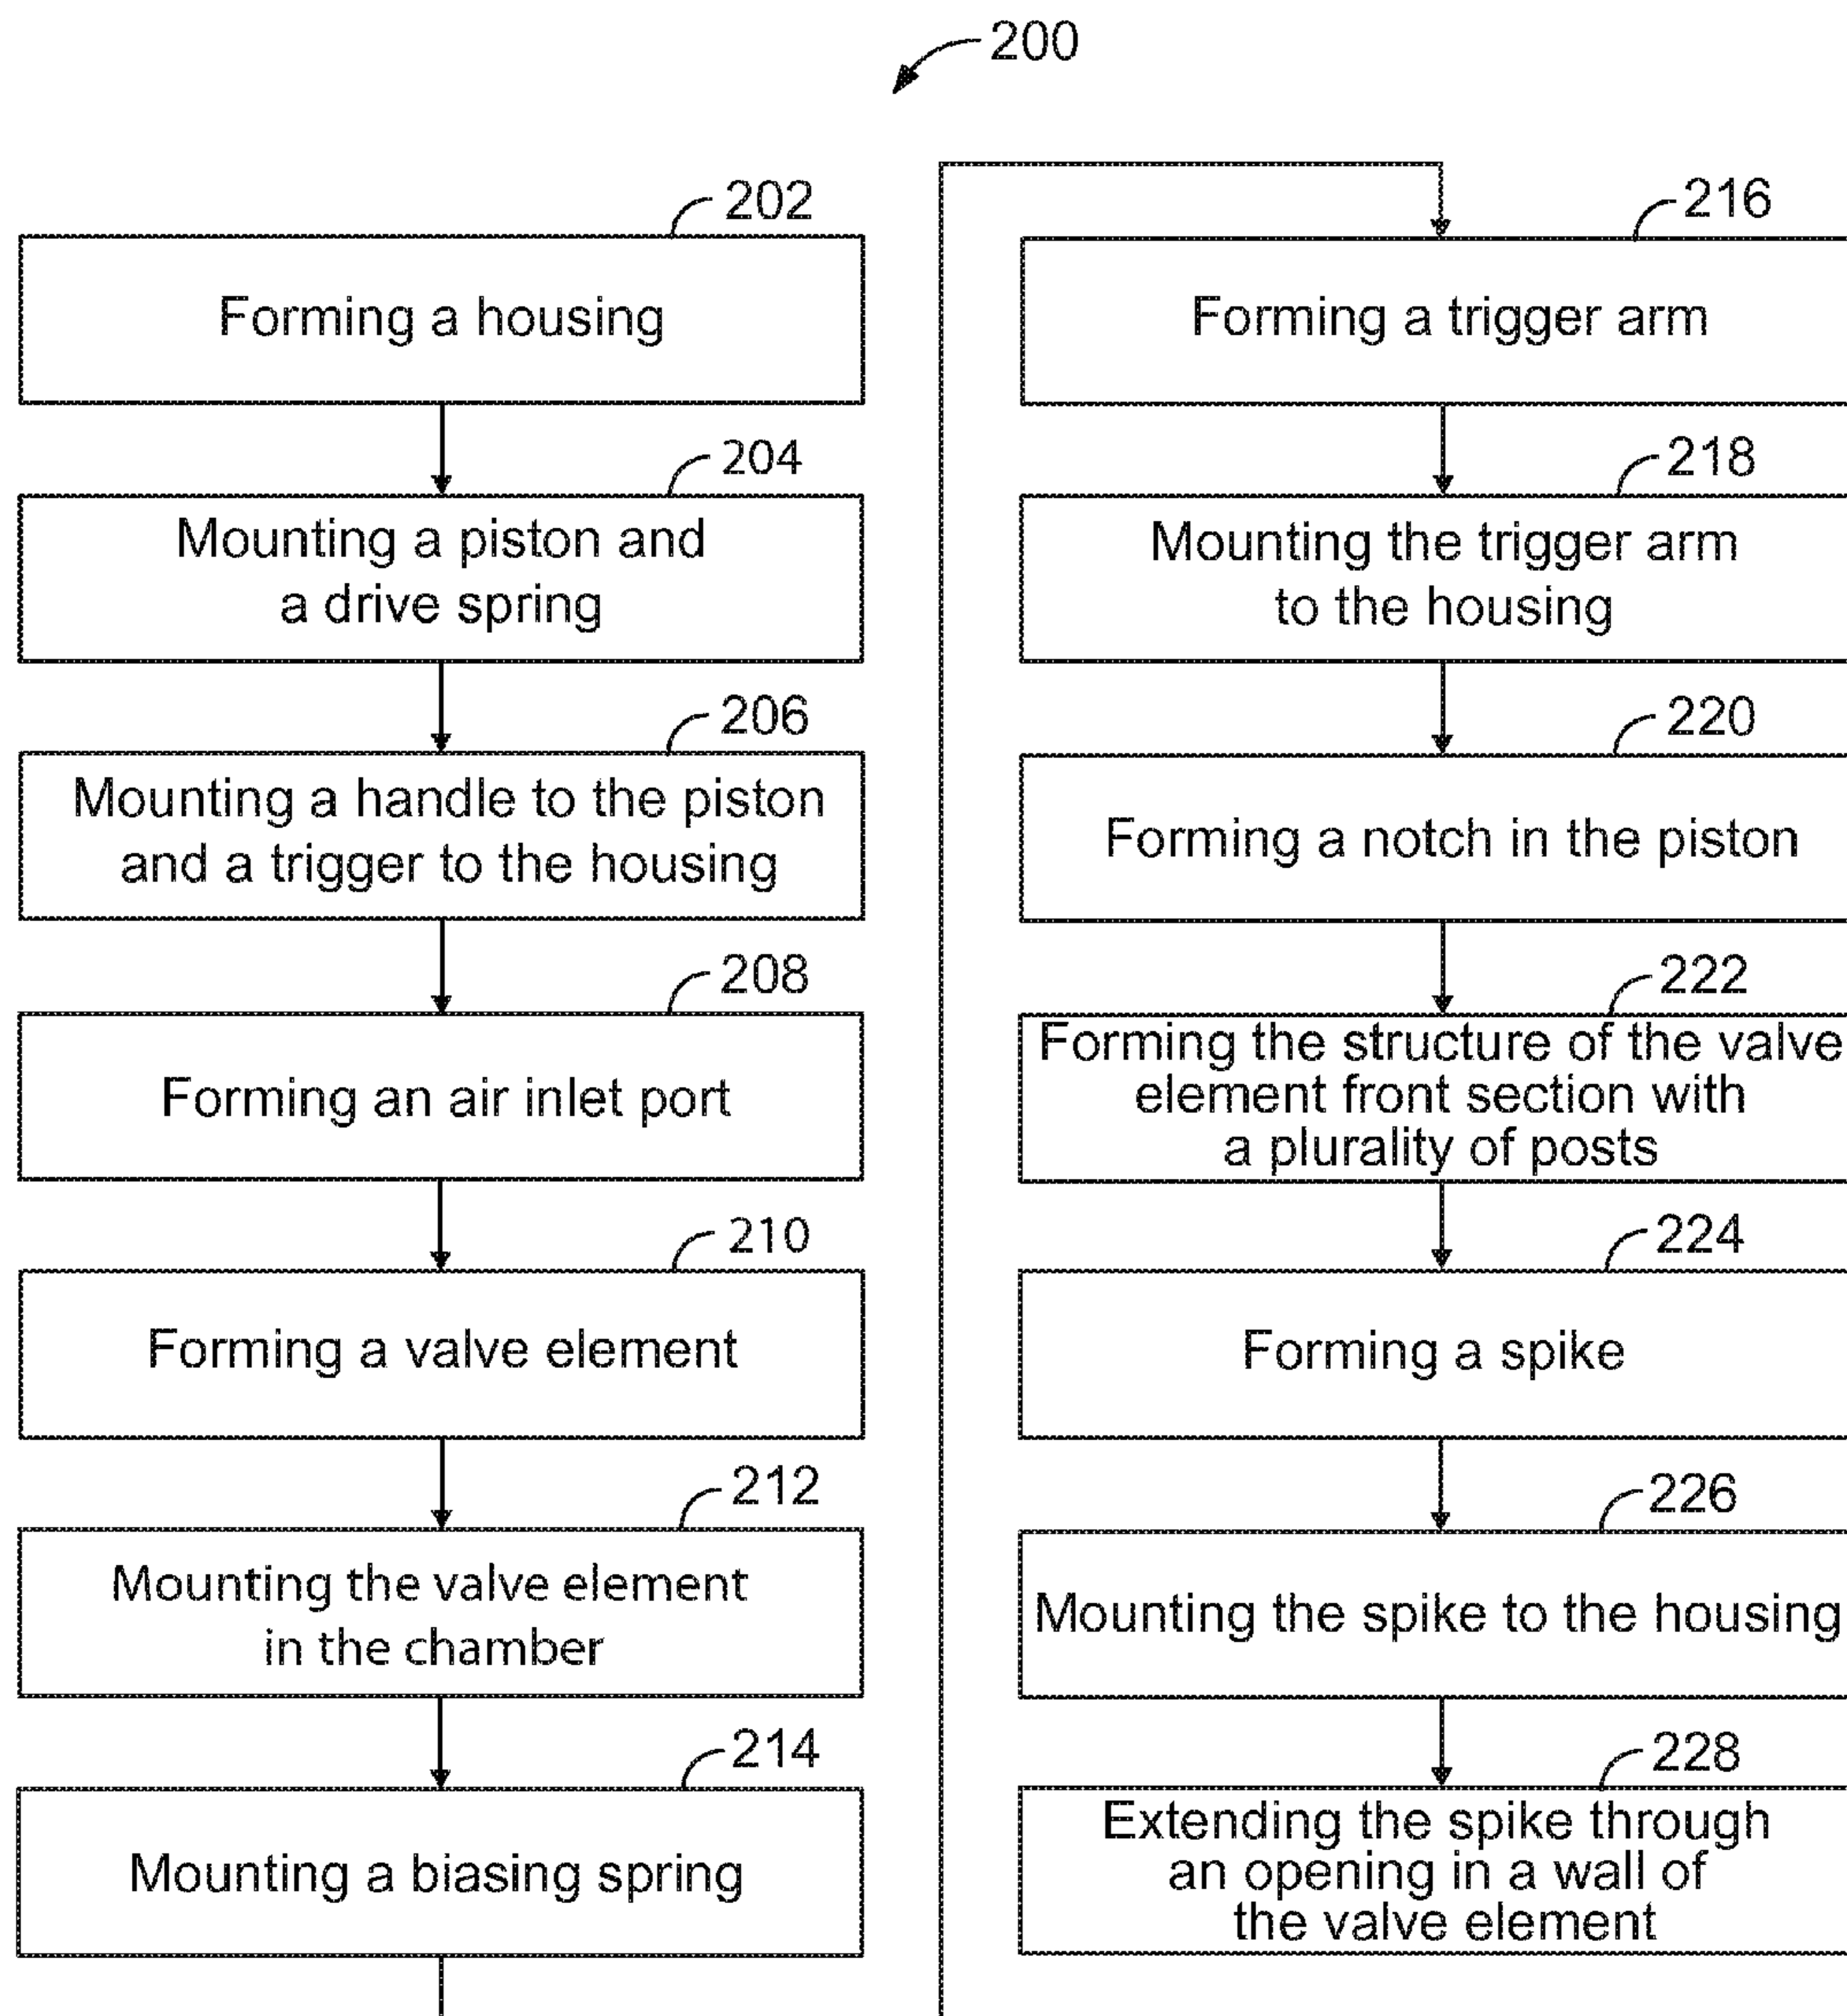 200
202
Forming a housing
204
Mounting a piston and
a drive spring
206
Mounting a handle to the piston
and a trigger to the housing
208
Forming an air inlet port
210
Forming a valve element
212
Mounting the valve element
in the chamber
214
Mounting a biasing spring
216
Forming a trigger arm
218
Mounting the trigger arm
to the housing
220
Forming a notch in the piston
222
Forming the structure of the valve
element front section with
a plurality of posts
224
Forming a spike
226
Mounting the spike to the housing
228
Extending the spike through
an opening in a wall of
the valve element